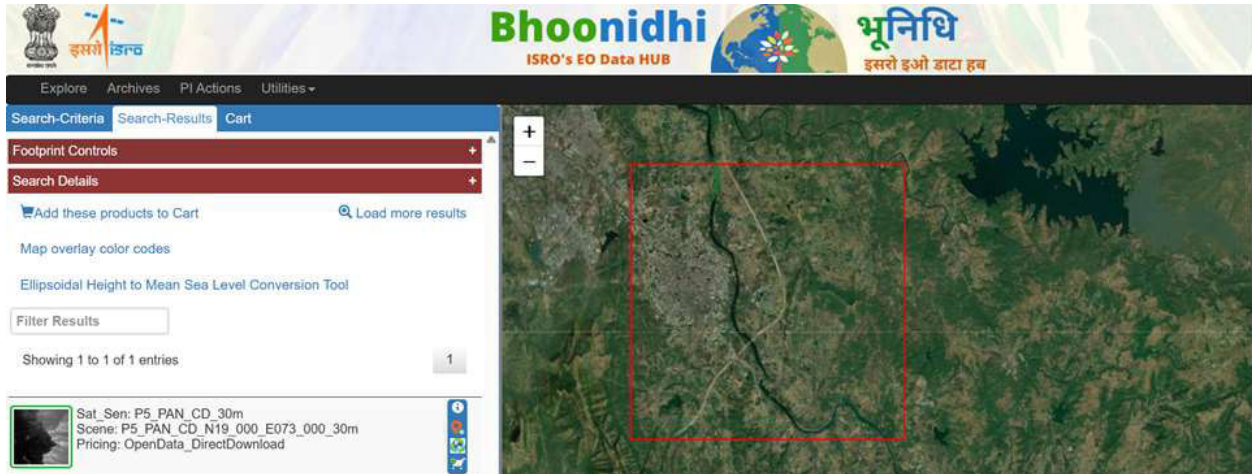 इसरो isro
Bhoonidhi
ISRO's EO Data HUB
भूनिधि
इसरो इओ डाटा हब
Explore Archives PI Actions Utilities
Search-Criteria Search-Results Cart
Footprint Controls +
Search Details +
Add these products to Cart Load more results
Map overlay color codes
Ellipsoidal Height to Mean Sea Level Conversion Tool
Filter Results
Showing 1 to 1 of 1 entries 1
Sat_Sen: P5_PAN_CD_30m
Scene: P5_PAN_CD_N19_000_E073_000_30m
Pricing: OpenData_DirectDownload
+
−